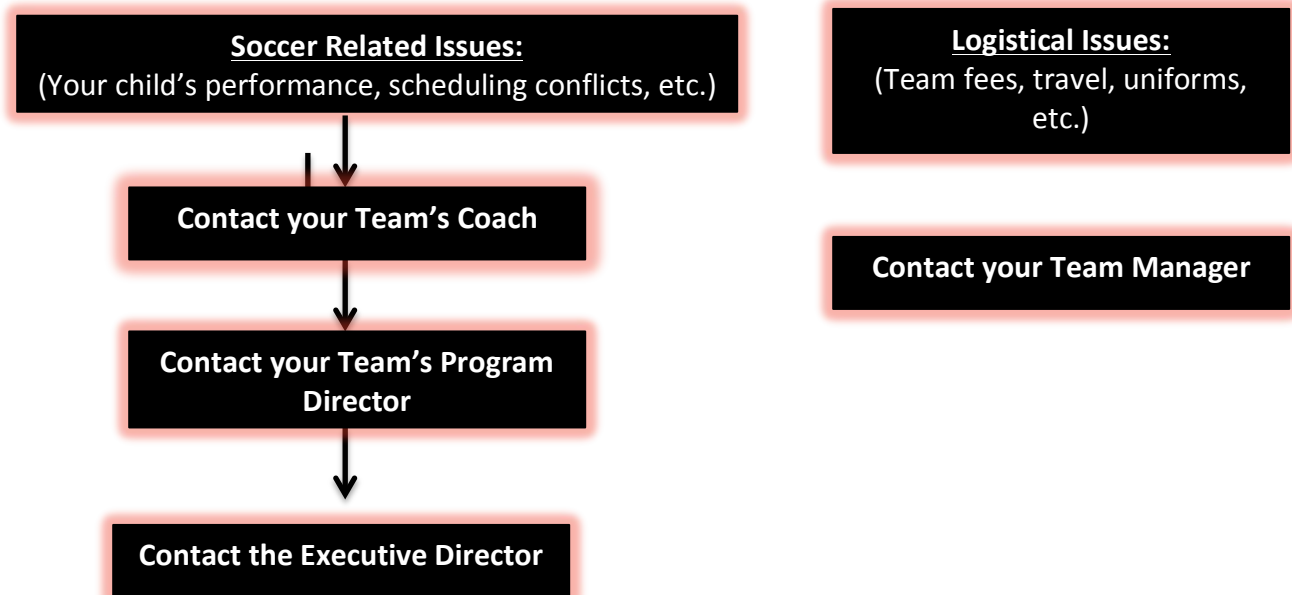 Soccer Related Issues:
(Your child’s performance, scheduling conflicts, etc.)
Contact your Team’s Coach
Contact your Team’s Program
Director
Contact the Executive Director
Logistical Issues:
(Team fees, travel, uniforms,
etc.)
Contact your Team Manager